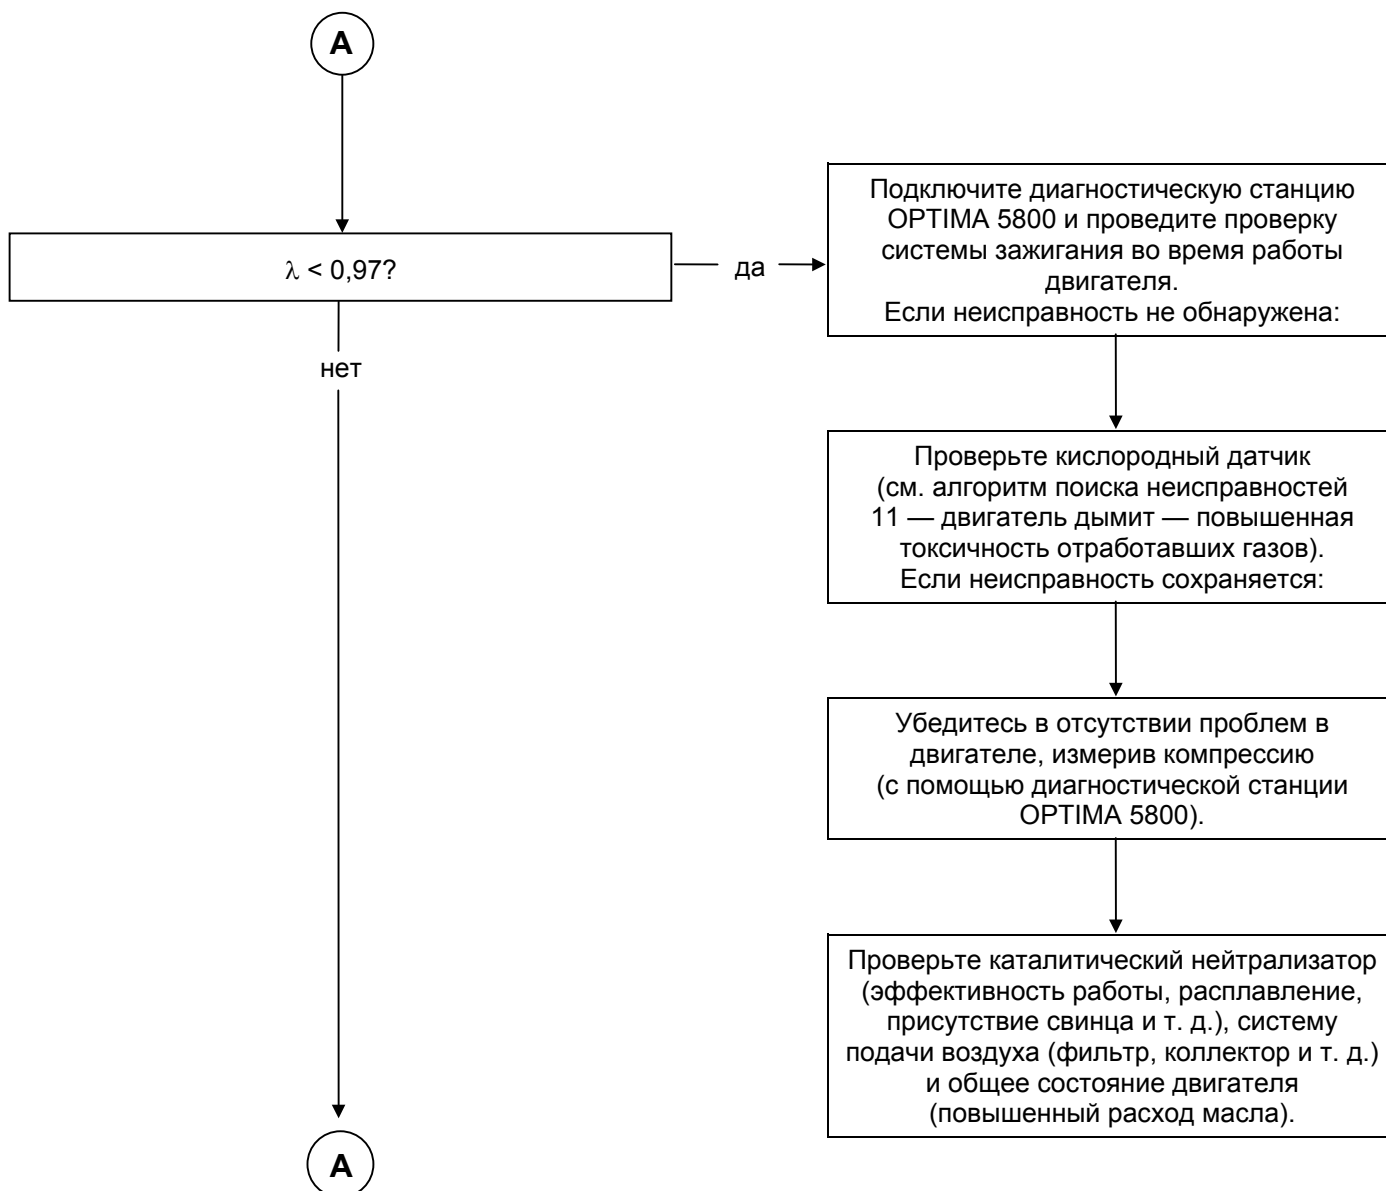 A
λ < 0,97?
да
нет
Подключите диагностическую станцию
OPTIMA 5800 и проведите проверку
системы зажигания во время работы
двигателя.
Если неисправность не обнаружена:
Проверьте кислородный датчик
(см. алгоритм поиска неисправностей
11 — двигатель дымит — повышенная
токсичность отработавших газов).
Если неисправность сохраняется:
Убедитесь в отсутствии проблем в
двигателе, измерив компрессию
(с помощью диагностической станции
OPTIMA 5800).
Проверьте каталитический нейтрализатор
(эффективность работы, расплавление,
присутствие свинца и т. д.), систему
подачи воздуха (фильтр, коллектор и т. д.)
и общее состояние двигателя
(повышенный расход масла).
A